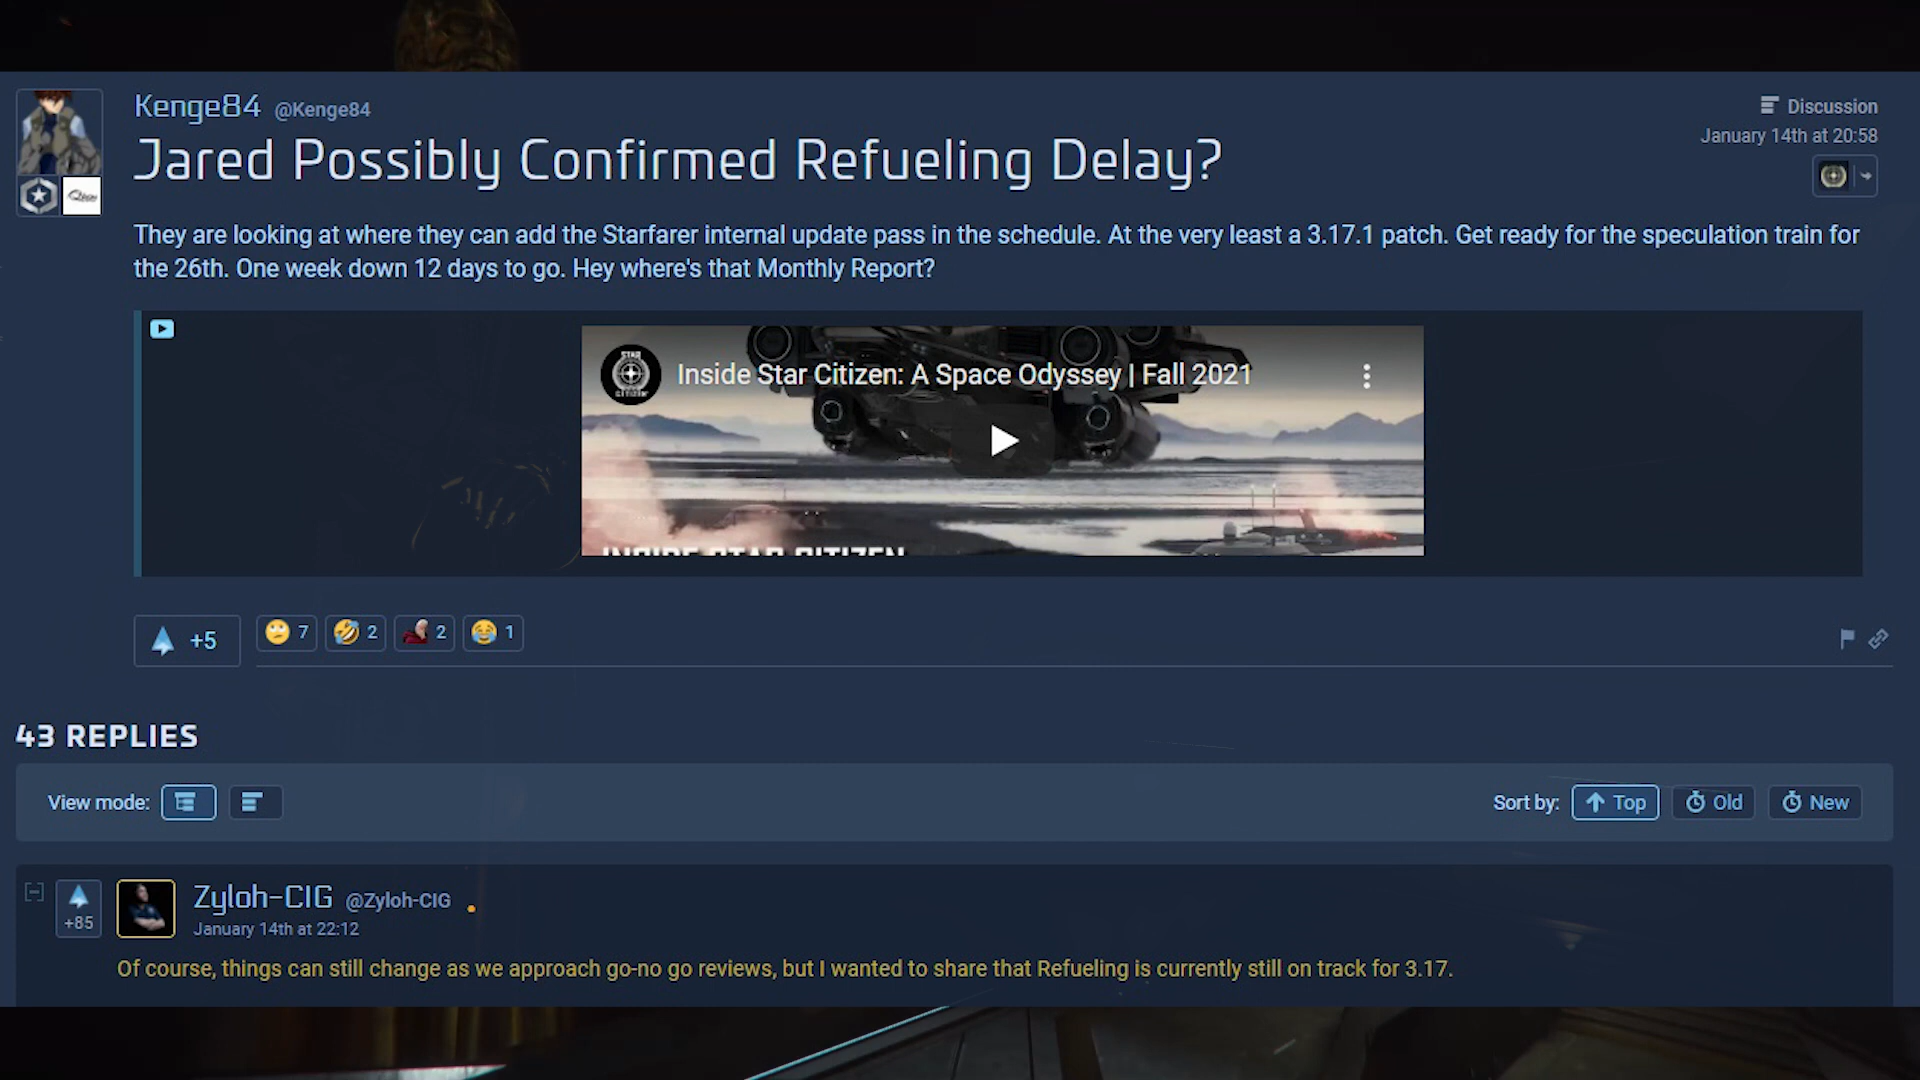 Kenge84 @Kenge84
Discussion
January 14th at 20:58
Jared Possibly Confirmed Refueling Delay?
They are looking at where they can add the Starfarer internal update pass in the schedule. At the very least a 3.17.1 patch. Get ready for the speculation train for
the 26th. One week down 12 days to go. Hey where's that Monthly Report?
STAR
CITIZEN
Inside Star Citizen: A Space Odyssey | Fall 2021
INSIDE STAR CITIZEN
+5
7
2
2
1
43 REPLIES
View mode:
Sort by:
Top
Old
New
+85
Zyloh-CIG @Zyloh-CIG
January 14th at 22:12
Of course, things can still change as we approach go-no go reviews, but I wanted to share that Refueling is currently still on track for 3.17.